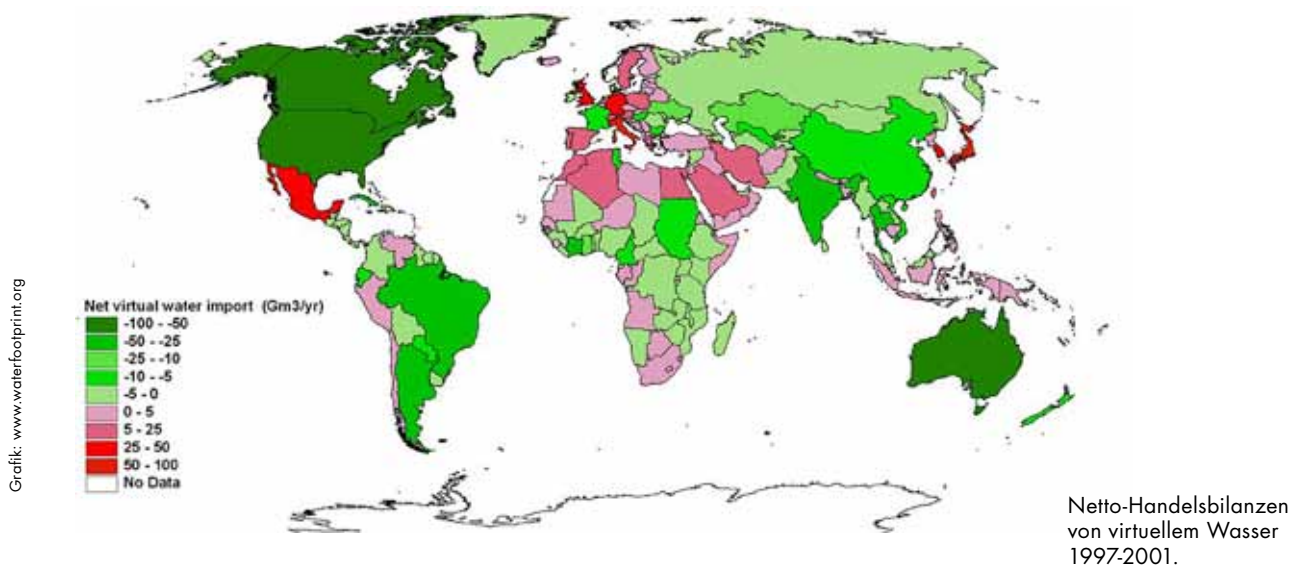 Grafik: www.waterfootprint.org
Net virtual water import (Gm3/yr)
-100 - -50
-50 - -25
-25 - -10
-10 - -5
-5 - 0
0 - 5
5 - 25
25 - 50
50 - 100
No Data
Netto-Handelsbilanzen
von virtuellem Wasser
1997-2001.